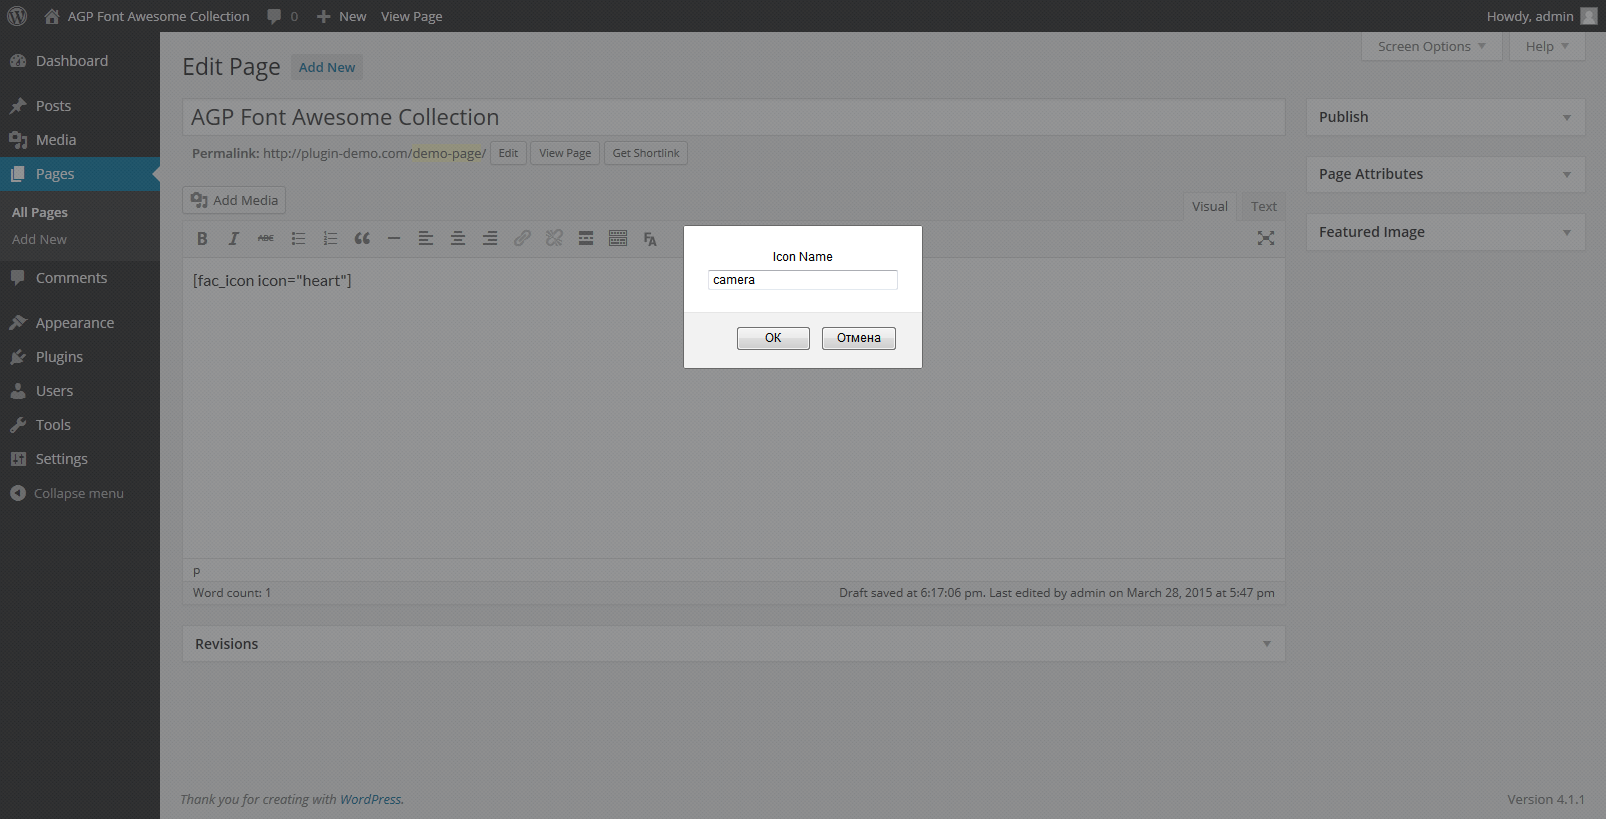 AGP Font Awesome Collection 0 New View Page Howdy, admin
Dashboard
Posts
Media
Pages
All Pages
Add New
Comments
Appearance
Plugins
Users
Tools
Settings
Collapse menu
Screen Options Help
Edit Page Add New
AGP Font Awesome Collection
Permalink: http://plugin-demo.com/demo-page/ Edit View Page Get Shortlink
Add Media Visual Text
B I ABC FA
[fac_icon icon="heart"]
Icon Name
camera
OK Отмена
p
Word count: 1 Draft saved at 6:17:06 pm. Last edited by admin on March 28, 2015 at 5:47 pm
Revisions
Publish
Page Attributes
Featured Image
Thank you for creating with WordPress. Version 4.1.1